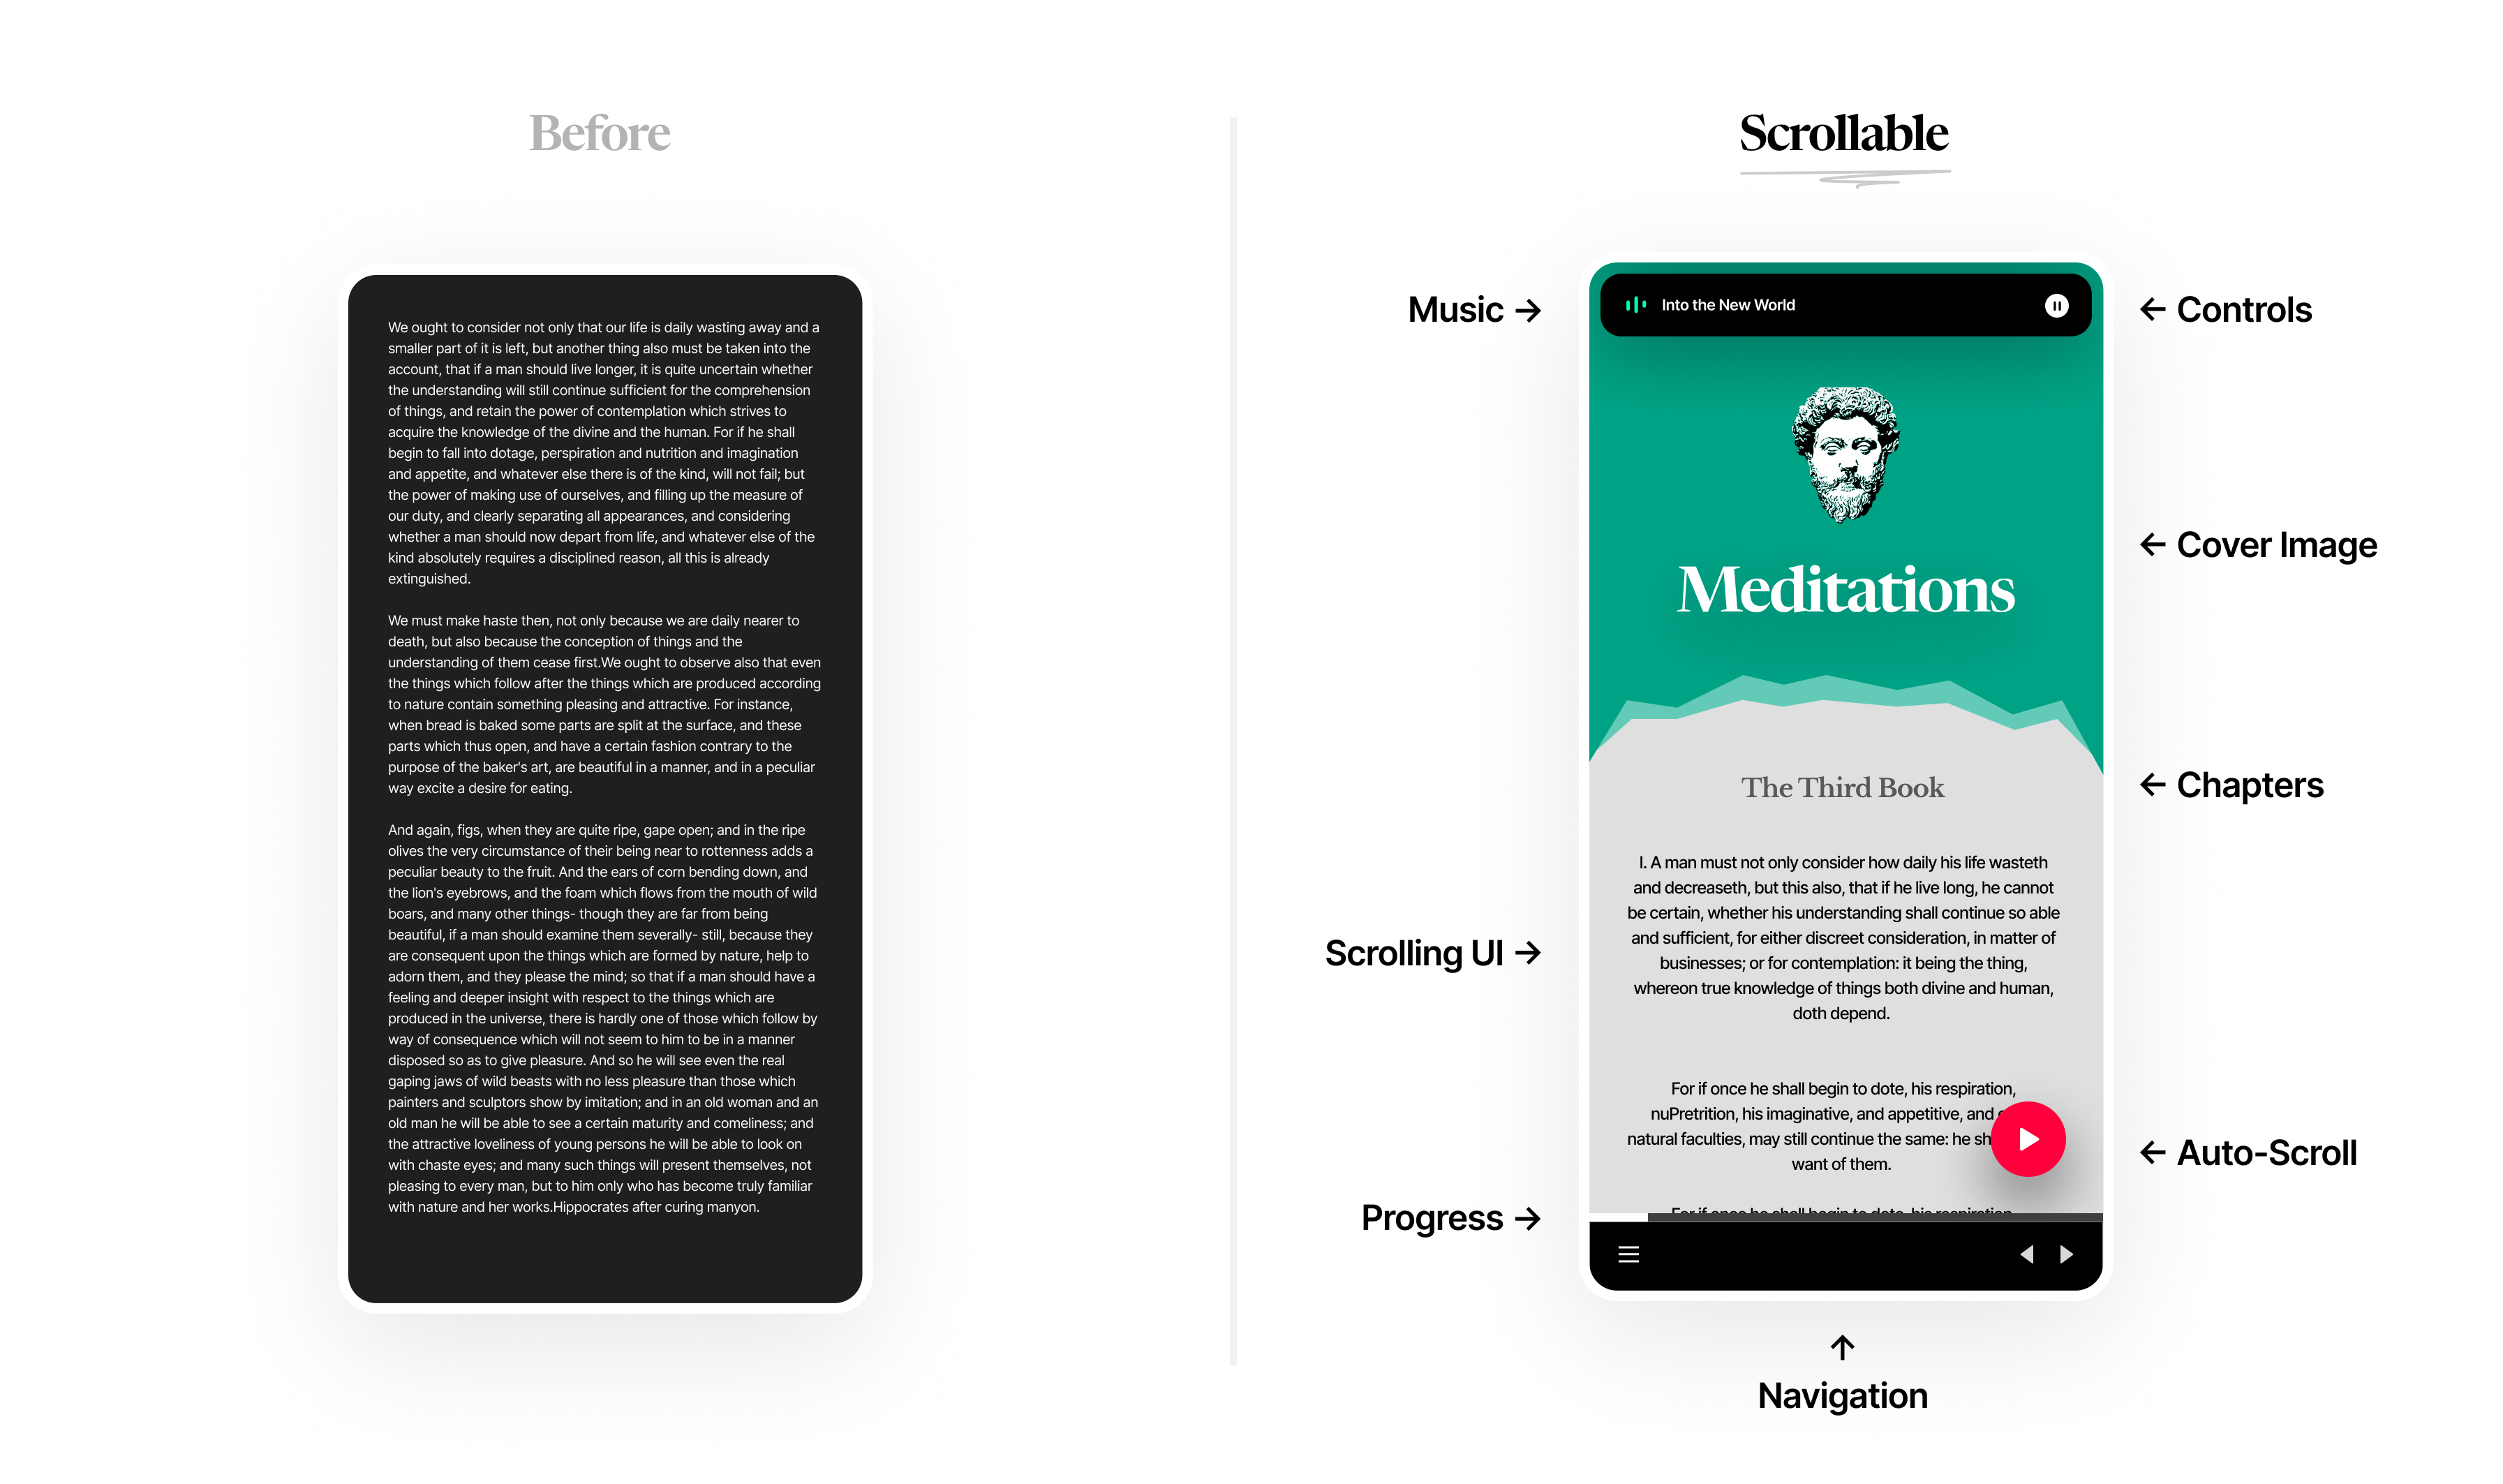 Before
We ought to consider not only that our life is daily wasting away and a
smaller part of it is left, but another thing also must be taken into the
account, that if a man should live longer, it is quite uncertain whether
the understanding will still continue sufficient for the comprehension
of things, and retain the power of contemplation which strives to
acquire the knowledge of the divine and the human. For if he shall
begin to fall into dotage, perspiration and nutrition and imagination
and appetite, and whatever else there is of the kind, will not fail; but
the power of making use of ourselves, and filling up the measure of
our duty, and clearly separating all appearances, and considering
whether a man should now depart from life, and whatever else of the
kind absolutely requires a disciplined reason, all this is already
extinguished.
We must make haste then, not only because we are daily nearer to
death, but also because the conception of things and the
understanding of them cease first.We ought to observe also that even
the things which follow after the things which are produced according
to nature contain something pleasing and attractive. For instance,
when bread is baked some parts are split at the surface, and these
parts which thus open, and have a certain fashion contrary to the
purpose of the baker's art, are beautiful in a manner, and in a peculiar
way excite a desire for eating.
And again, figs, when they are quite ripe, gape open; and in the ripe
olives the very circumstance of their being near to rottenness adds a
peculiar beauty to the fruit. And the ears of corn bending down, and
the lion's eyebrows, and the foam which flows from the mouth of wild
boars, and many other things- though they are far from being
beautiful, if a man should examine them severally- still, because they
are consequent upon the things which are formed by nature, help to
adorn them, and they please the mind; so that if a man should have a
feeling and deeper insight with respect to the things which are
produced in the universe, there is hardly one of those which follow by
way of consequence which will not seem to him to be in a manner
disposed so as to give pleasure. And so he will see even the real
gaping jaws of wild beasts with no less pleasure than those which
painters and sculptors show by imitation; and in an old woman and an
old man he will be able to see a certain maturity and comeliness; and
the attractive loveliness of young persons he will be able to look on
with chaste eyes; and many such things will present themselves, not
pleasing to every man, but to him only who has become truly familiar
with nature and her works.Hippocrates after curing manyon.
Scrollable
Music →
Into the New World
← Controls
← Cover Image
Meditations
← Chapters
The Third Book
I. A man must not only consider how daily his life wasteth
and decreaseth, but this also, that if he live long, he cannot
be certain, whether his understanding shall continue so able
and sufficient, for either discreet consideration, in matter of
businesses; or for contemplation: it being the thing,
whereon true knowledge of things both divine and human,
doth depend.
Scrolling UI →
For if once he shall begin to dote, his respiration,
nuPretrition, his imaginative, and appetitive, and
natural faculties, may still continue the same: he
want of them.
← Auto-Scroll
For if once he shall begin to dote, his respiration,
Progress →
↑
Navigation